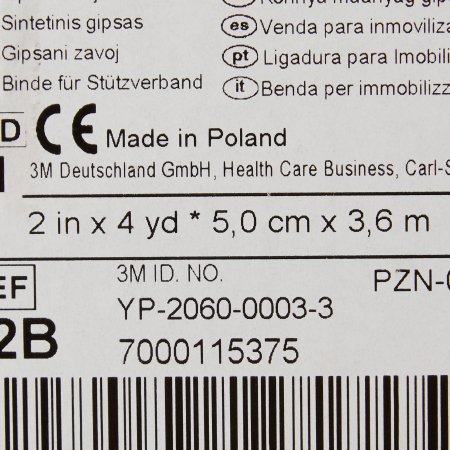 Sintetinis gipsas
Gipsani zavoj
Binde für Stützverband
es Venda para inmoviliz
pt Ligadura para Imobili
it Benda per immobilizz
D CE Made in Poland
3M Deutschland GmbH, Health Care Business, Carl-S
2 in x 4 yd * 5,0 cm x 3,6 m
EF 3M ID. NO. PZN-0
2B YP-2060-0003-3
7000115375